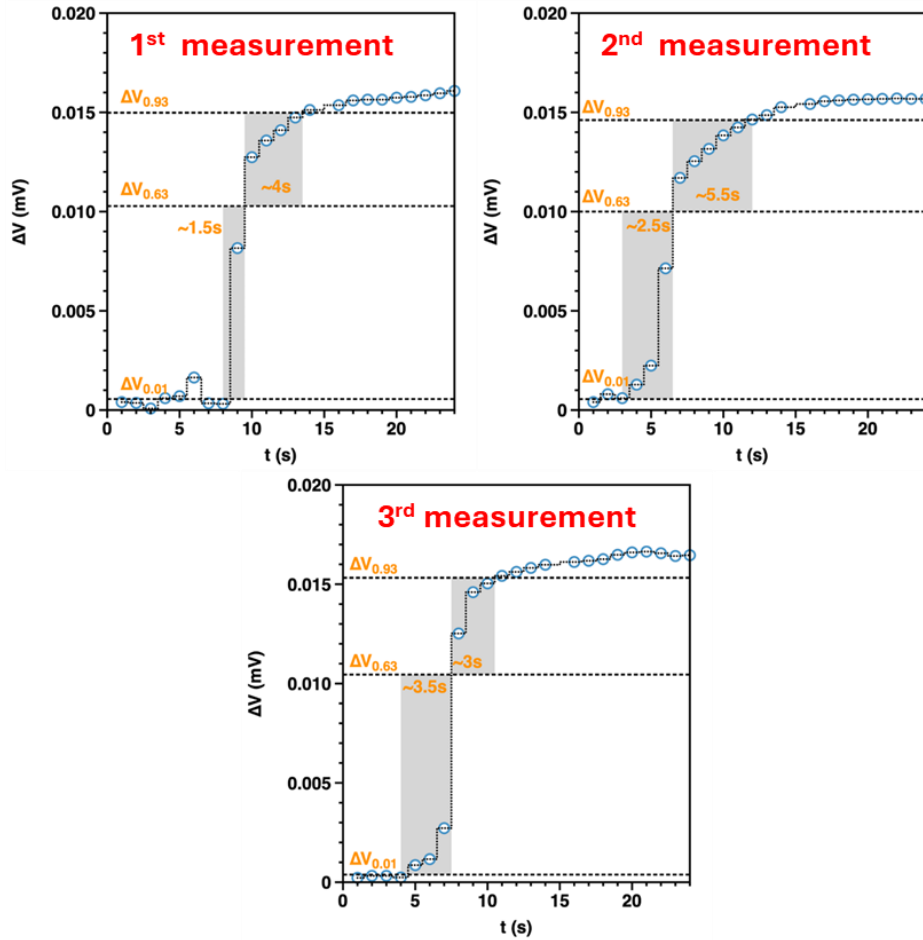 1st measurement
0.020
0.015
0.010
0.005
0
ΔV (mV)
ΔV0.93
ΔV0.63
ΔV0.01
~4s
~1.5s
0 5 10 15 20
t (s)
2nd measurement
0.020
0.015
0.010
0.005
0
ΔV (mV)
ΔV0.93
ΔV0.63
ΔV0.01
~5.5s
~2.5s
0 5 10 15 20
t (s)
3rd measurement
0.020
0.015
0.010
0.005
0
ΔV (mV)
ΔV0.93
ΔV0.63
ΔV0.01
~3s
~3.5s
0 5 10 15 20
t (s)